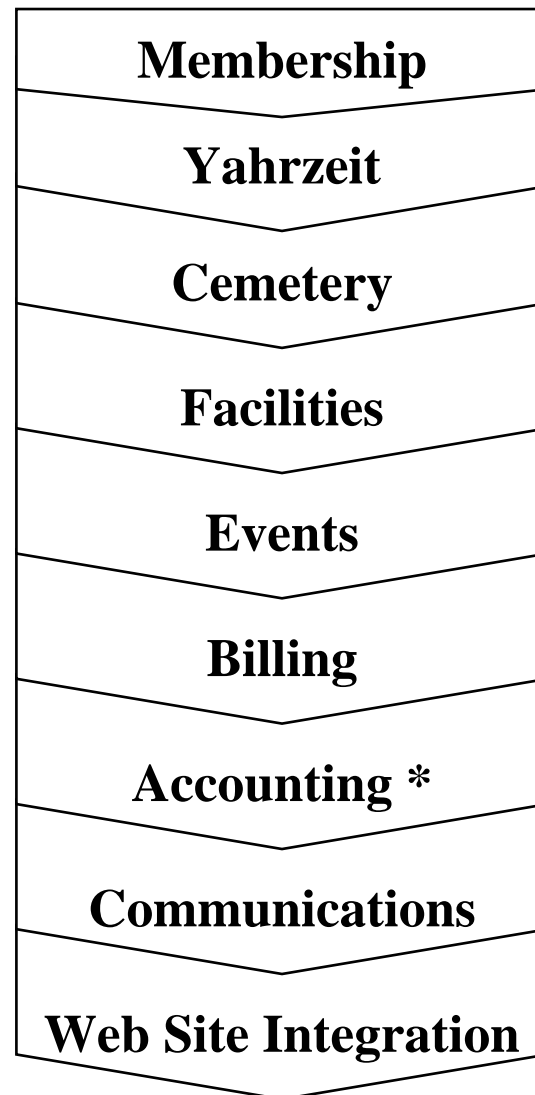 Membership
Yahrzeit
Cemetery
Facilities
Events
Billing
Accounting *
Communications
Web Site Integration